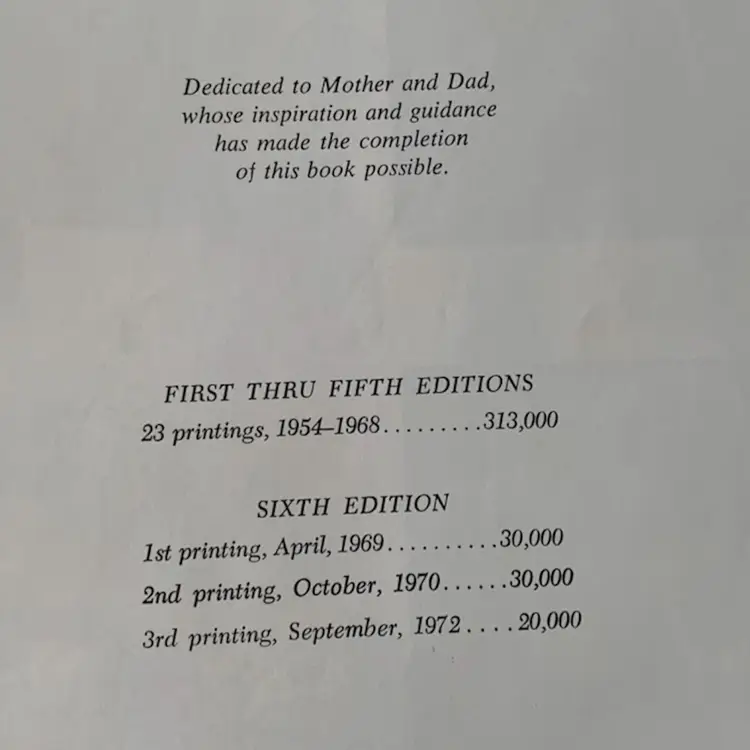 Dedicated to Mother and Dad,
whose inspiration and guidance
has made the completion
of this book possible.
FIRST THRU FIFTH EDITIONS
23 printings, 1954–1968.........313,000
SIXTH EDITION
1st printing, April, 1969..........30,000
2nd printing, October, 1970......30,000
3rd printing, September, 1972....20,000